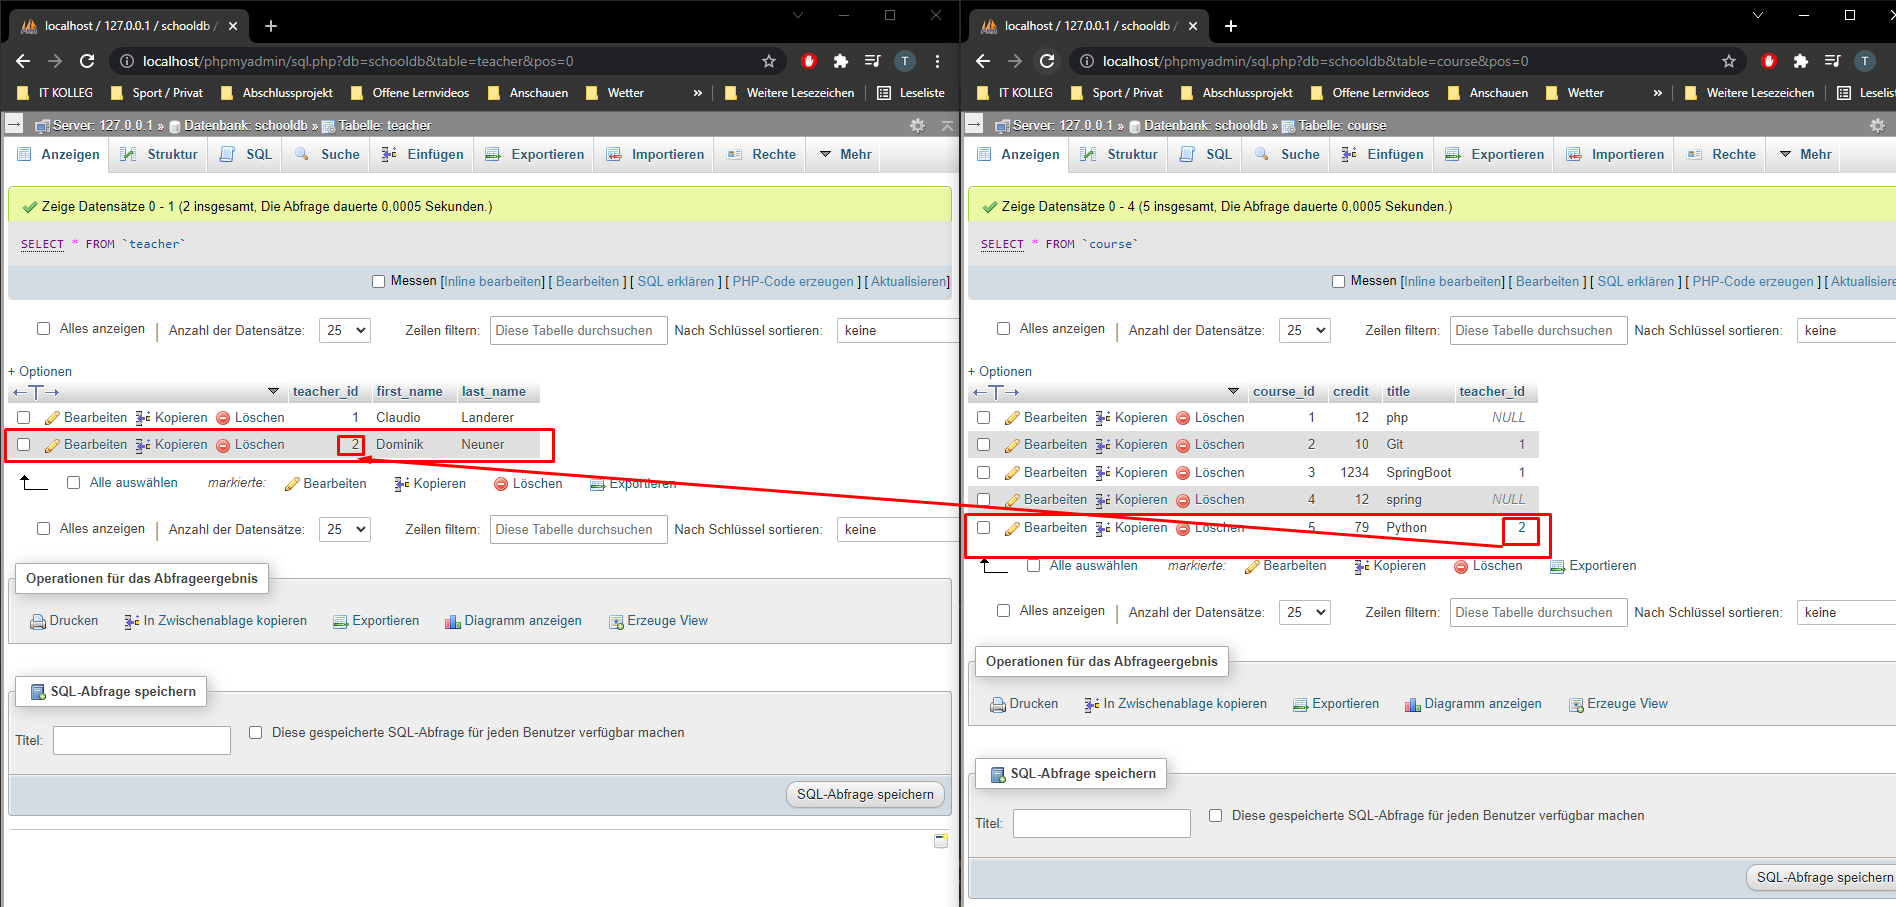 localhost / 127.0.0.1 / schooldb /
localhost/phpmyadmin/sql.php?db=schooldb&table=teacher&pos=0
T
IT KOLLEG Sport / Privat Abschlussprojekt Offene Lernvideos Anschauen Wetter » Weitere Lesezeichen Leseliste
Server: 127.0.0.1 » Datenbank: schooldb » Tabelle: teacher
Anzeigen Struktur SQL Suche Einfügen Exportieren Importieren Rechte Mehr
Zeige Datensätze 0 - 1 (2 insgesamt, Die Abfrage dauerte 0,0005 Sekunden.)
SELECT * FROM `teacher`
Messen [Inline bearbeiten] [ Bearbeiten ] [ SQL erklären ] [ PHP-Code erzeugen ] [ Aktualisieren]
Alles anzeigen Anzahl der Datensätze: 25 Zeilen filtern: Diese Tabelle durchsuchen Nach Schlüssel sortieren: keine
+ Optionen
←T→ teacher_id first_name last_name
Bearbeiten Kopieren Löschen 1 Claudio Landerer
Bearbeiten Kopieren Löschen 2 Dominik Neuner
Alle auswählen markierte: Bearbeiten Kopieren Löschen Exportieren
Alles anzeigen Anzahl der Datensätze: 25 Zeilen filtern: Diese Tabelle durchsuchen Nach Schlüssel sortieren: keine
Operationen für das Abfrageergebnis
Drucken In Zwischenablage kopieren Exportieren Diagramm anzeigen Erzeuge View
SQL-Abfrage speichern
Titel: Diese gespeicherte SQL-Abfrage für jeden Benutzer verfügbar machen
SQL-Abfrage speichern
localhost / 127.0.0.1 / schooldb /
localhost/phpmyadmin/sql.php?db=schooldb&table=course&pos=0
T
IT KOLLEG Sport / Privat Abschlussprojekt Offene Lernvideos Anschauen Wetter » Weitere Lesezeichen Leselist
Server: 127.0.0.1 » Datenbank: schooldb » Tabelle: course
Anzeigen Struktur SQL Suche Einfügen Exportieren Importieren Rechte Mehr
Zeige Datensätze 0 - 4 (5 insgesamt, Die Abfrage dauerte 0,0005 Sekunden.)
SELECT * FROM `course`
Messen [Inline bearbeiten] [ Bearbeiten ] [ SQL erklären ] [ PHP-Code erzeugen ] [ Aktualisiere
Alles anzeigen Anzahl der Datensätze: 25 Zeilen filtern: Diese Tabelle durchsuchen Nach Schlüssel sortieren: keine
+ Optionen
←T→ course_id credit title teacher_id
Bearbeiten Kopieren Löschen 1 12 php NULL
Bearbeiten Kopieren Löschen 2 10 Git 1
Bearbeiten Kopieren Löschen 3 1234 SpringBoot 1
Bearbeiten Kopieren Löschen 4 12 spring NULL
Bearbeiten Kopieren Löschen 5 79 Python 2
Alle auswählen markierte: Bearbeiten Kopieren Löschen Exportieren
Alles anzeigen Anzahl der Datensätze: 25 Zeilen filtern: Diese Tabelle durchsuchen Nach Schlüssel sortieren: keine
Operationen für das Abfrageergebnis
Drucken In Zwischenablage kopieren Exportieren Diagramm anzeigen Erzeuge View
SQL-Abfrage speichern
Titel: Diese gespeicherte SQL-Abfrage für jeden Benutzer verfügbar machen
SQL-Abfrage speichern